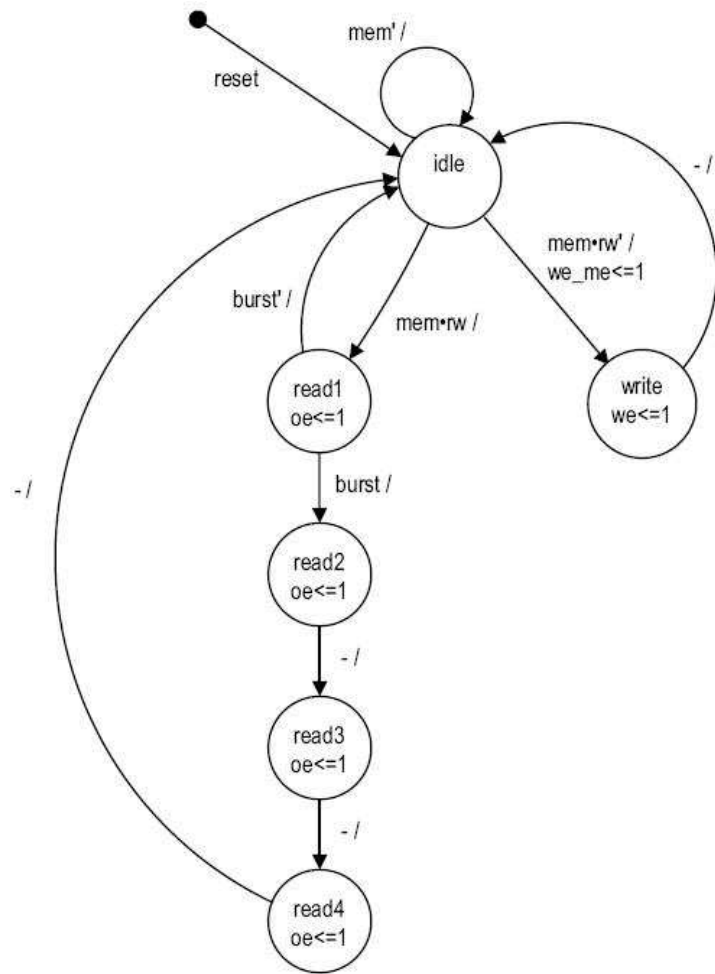 mem' /
reset
idle
- /
mem•rw' /
we_me<=1
burst' /
mem•rw /
read1
oe<=1
write
we<=1
- /
burst /
read2
oe<=1
- /
read3
oe<=1
- /
read4
oe<=1